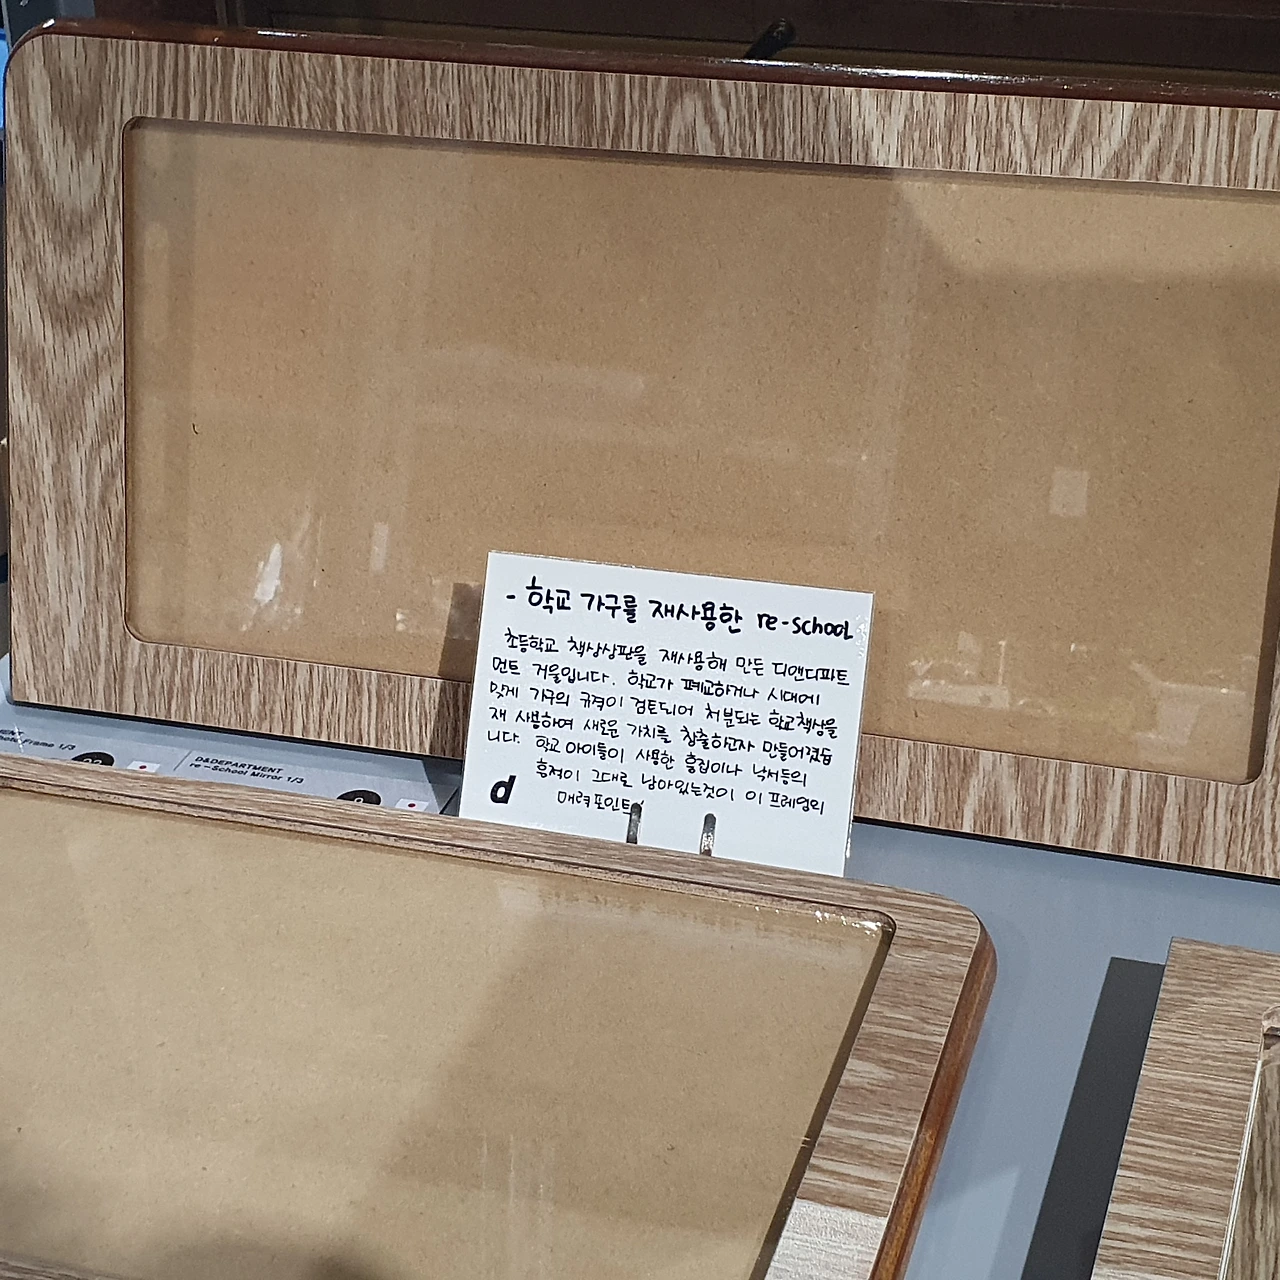 - 학교 가구를 재사용한 re-school
초등학교 책상상판을 재사용해 만든 디앤디파트
먼트 거울입니다. 학교가 폐교하거나 시대에
맞게 가구의 규격이 검토되어 처분되는 학교책상을
재 사용하여 새로운 가치를 창출하고자 만들어졌습
니다. 학교 아이들이 사용한 흠집이나 낙서등의
흔적이 그대로 남아있는것이 이 프레임의
매력포인트
d
Frame 1/3
D&DEPARTMENT
re-School Mirror 1/3